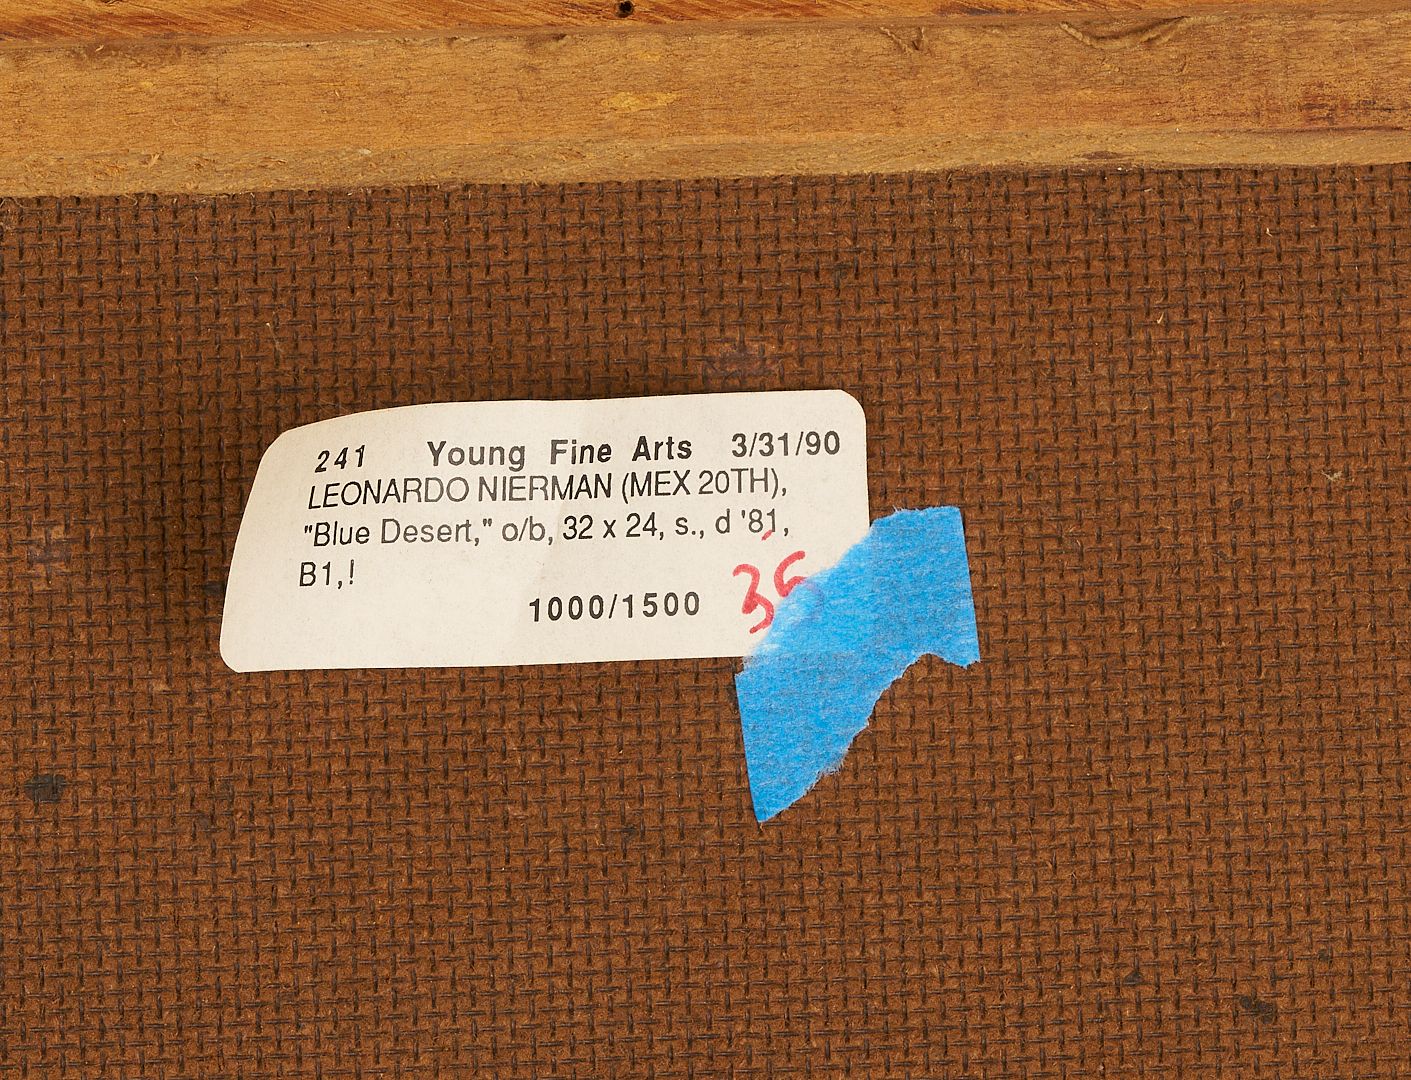 241 Young Fine Arts 3/31/90
LEONARDO NIERMAN (MEX 20TH),
"Blue Desert," o/b, 32 x 24, s., d '81,
B1,!
1000/1500